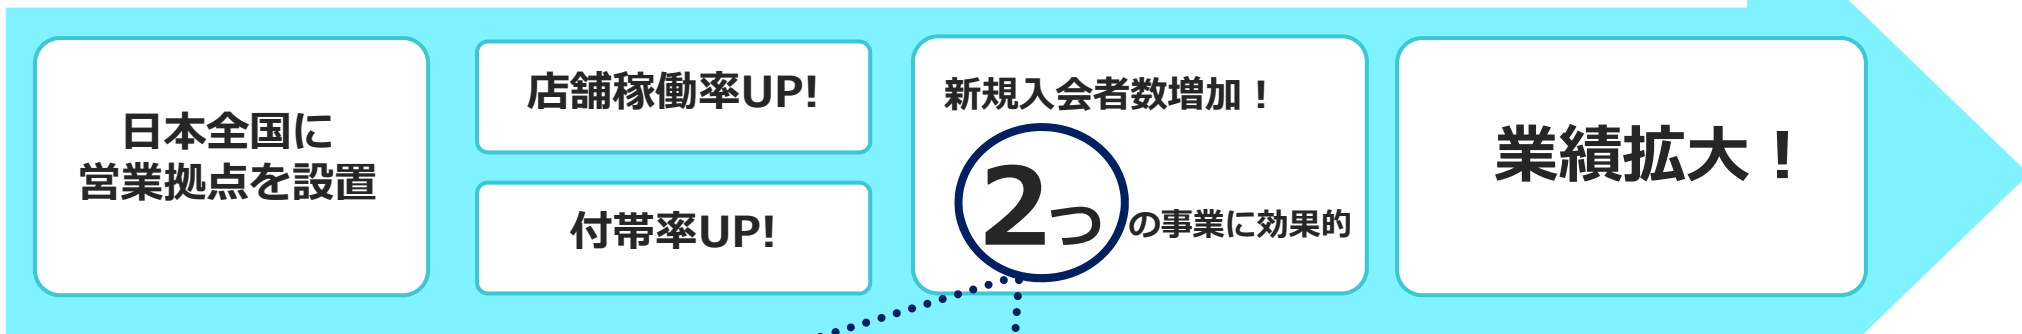 日本全国に
営業拠点を設置
店舗稼働率UP!
付帯率UP!
新規入会者数増加！
2つの事業に効果的
業績拡大！